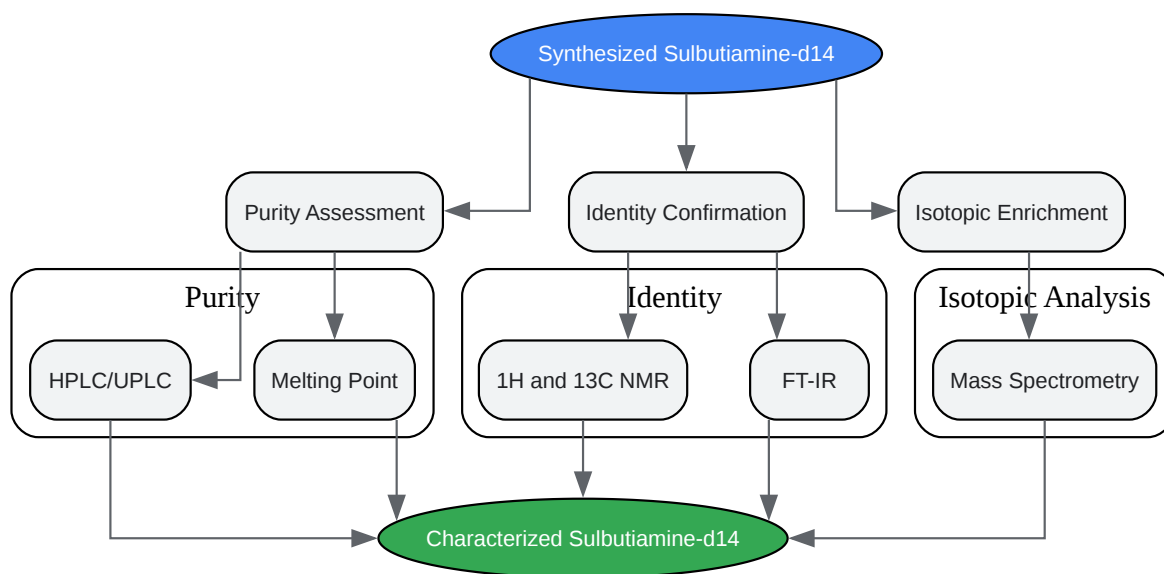 Synthesized Sulbutiamine-d14
Purity Assessment
Identity Confirmation
Isotopic Enrichment
Purity
Identity
Isotopic Analysis
HPLC/UPLC
Melting Point
1H and 13C NMR
FT-IR
Mass Spectrometry
Characterized Sulbutiamine-d14